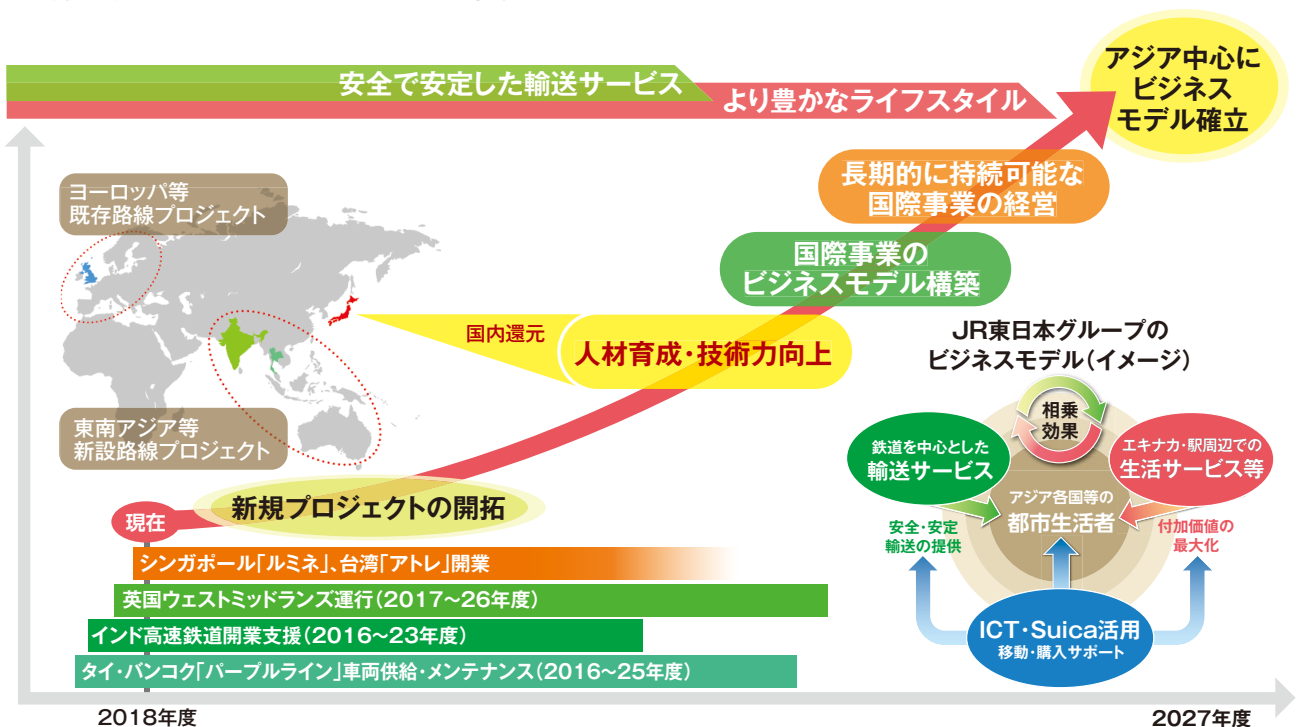 安全で安定した輸送サービス
より豊かなライフスタイル
アジア中心に
ビジネス
モデル確立
長期的に持続可能な
国際事業の経営
国際事業の
ビジネスモデル構築
ヨーロッパ等
既存路線プロジェクト
国内還元
人材育成・技術力向上
東南アジア等
新設路線プロジェクト
新規プロジェクトの開拓
現在
シンガポール「ルミネ」、台湾「アトレ」開業
英国ウェストミッドランズ運行(2017〜26年度)
インド高速鉄道開業支援(2016〜23年度)
タイ・バンコク「パープルライン」車両供給・メンテナンス(2016〜25年度)
2018年度
2027年度
JR東日本グループの
ビジネスモデル(イメージ)
相乗
効果
鉄道を中心とした
輸送サービス
エキナカ・駅周辺での
生活サービス等
アジア各国等の
都市生活者
安全・安定
輸送の提供
付加価値の
最大化
ICT・Suica活用
移動・購入サポート